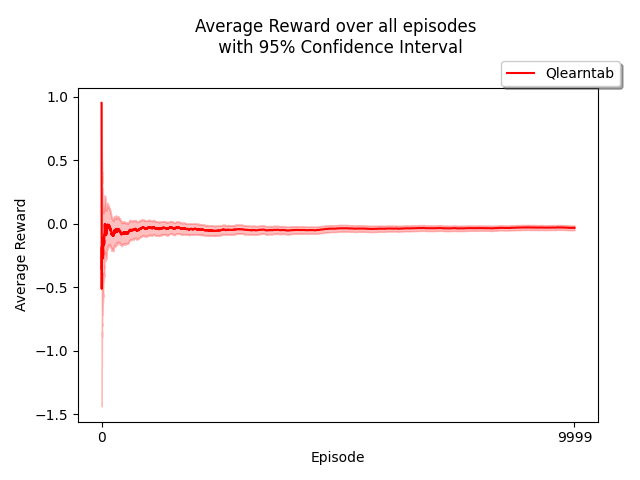 Average Reward over all episodes
with 95% Confidence Interval
Qlearntab
1.0
0.5
0.0
−0.5
−1.0
−1.5
Average Reward
0
9999
Episode